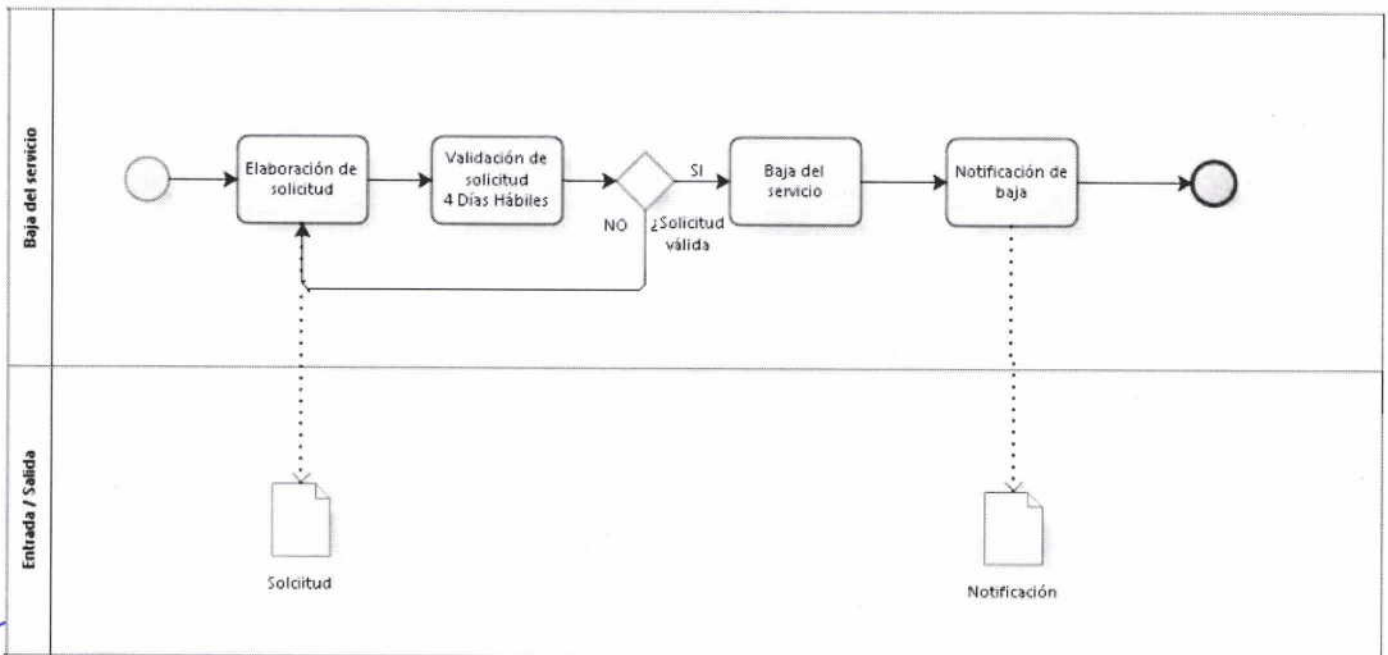 Baja del servicio
Elaboración de
solicitud
Validación de
solicitud
4 Días Hábiles
SI
NO
¿Solicitud
válida
Baja del
servicio
Notificación de
baja
Entrada / Salida
Solciitud
Notificación